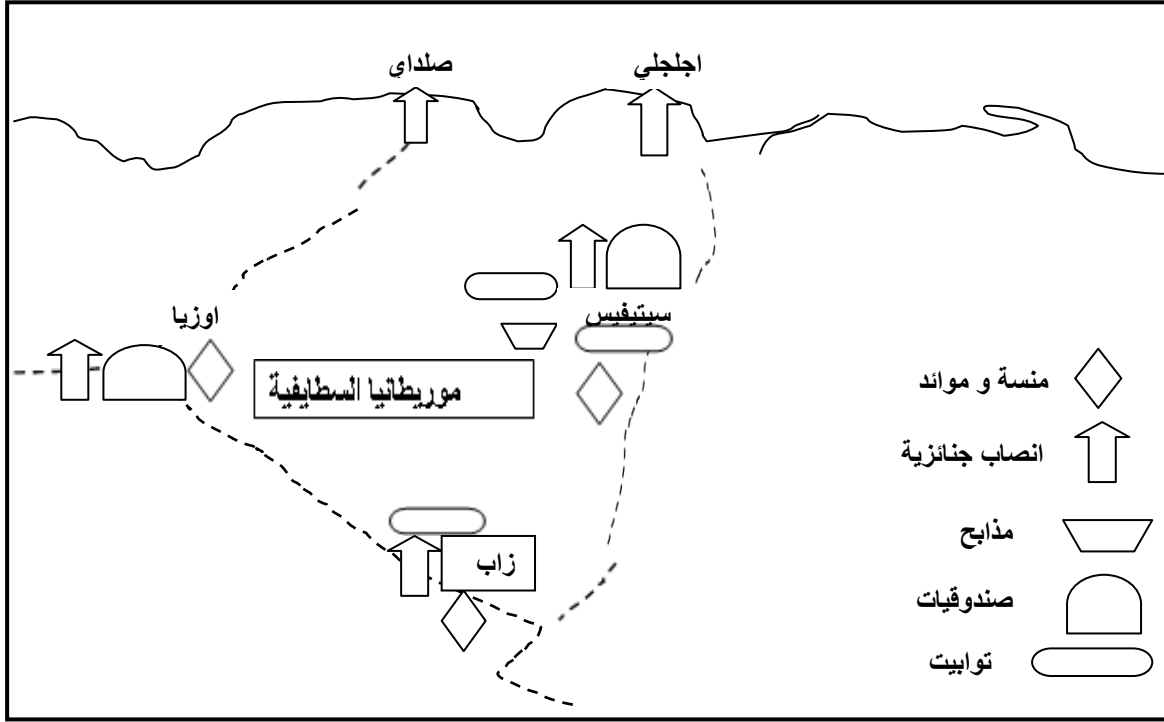 صلداي
اجلجلي
سيتيفيس
اوزيا
موريطانيا السطايفية
زاب
منسة و موائد
انصاب جنائزية
مذابح
صندوقيات
توابيت